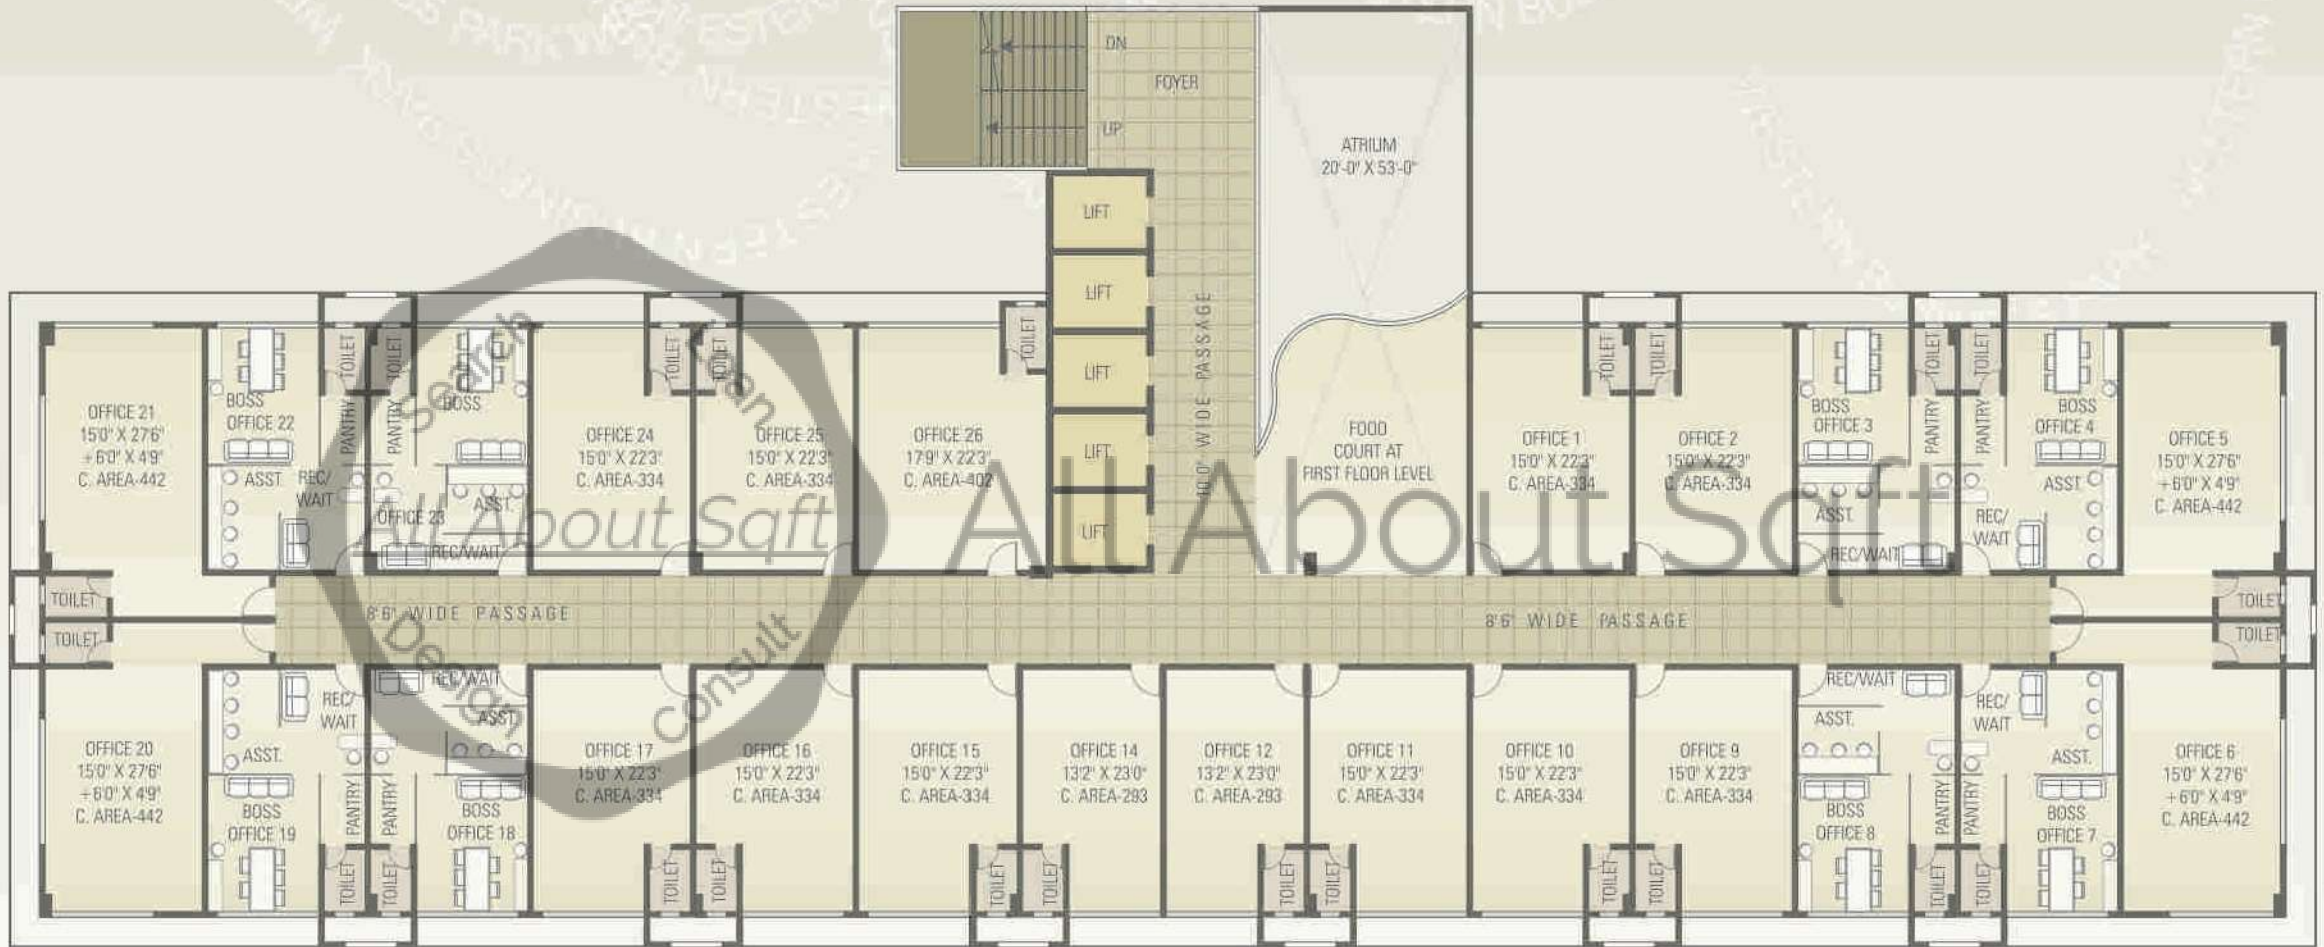 DN
FOYER
UP
ATRIUM
20'-0" X 53'-0"
LIFT
LIFT
LIFT
LIFT
LIFT
10'0" WIDE PASSAGE
FOOD
COURT AT
FIRST FLOOR LEVEL
OFFICE 21
15'0" X 27'6"
+6'0" X 4'9"
C. AREA-442
BOSS
OFFICE 22
ASST.
REC/
WAIT
PANTRY
TOILET
TOILET
PANTRY
BOSS
OFFICE 23
ASST.
REC/WAIT
OFFICE 24
15'0" X 22'3"
C. AREA-334
TOILET
TOILET
OFFICE 25
15'0" X 22'3"
C. AREA-334
OFFICE 26
17'9" X 22'3"
C. AREA-402
TOILET
OFFICE 1
15'0" X 22'3"
C. AREA-334
TOILET
TOILET
OFFICE 2
15'0" X 22'3"
C. AREA-334
BOSS
OFFICE 3
ASST.
REC/WAIT
PANTRY
TOILET
TOILET
PANTRY
BOSS
OFFICE 4
ASST.
REC/
WAIT
OFFICE 5
15'0" X 27'6"
+6'0" X 4'9"
C. AREA-442
TOILET
TOILET
8'6" WIDE PASSAGE
8'6" WIDE PASSAGE
TOILET
TOILET
OFFICE 20
15'0" X 27'6"
+6'0" X 4'9"
C. AREA-442
REC/
WAIT
ASST.
BOSS
OFFICE 19
PANTRY
TOILET
TOILET
PANTRY
REC/WAIT
ASST.
BOSS
OFFICE 18
OFFICE 17
15'0" X 22'3"
C. AREA-334
TOILET
TOILET
OFFICE 16
15'0" X 22'3"
C. AREA-334
OFFICE 15
15'0" X 22'3"
C. AREA-334
TOILET
TOILET
OFFICE 14
13'2" X 23'0"
C. AREA-293
OFFICE 12
13'2" X 23'0"
C. AREA-293
TOILET
TOILET
OFFICE 11
15'0" X 22'3"
C. AREA-334
OFFICE 10
15'0" X 22'3"
C. AREA-334
TOILET
TOILET
OFFICE 9
15'0" X 22'3"
C. AREA-334
REC/WAIT
ASST.
BOSS
OFFICE 8
PANTRY
TOILET
TOILET
PANTRY
REC/
WAIT
ASST.
BOSS
OFFICE 7
OFFICE 6
15'0" X 27'6"
+6'0" X 4'9"
C. AREA-442
Search
Loan
All About Sqft
Design
Consult
All About Sqft